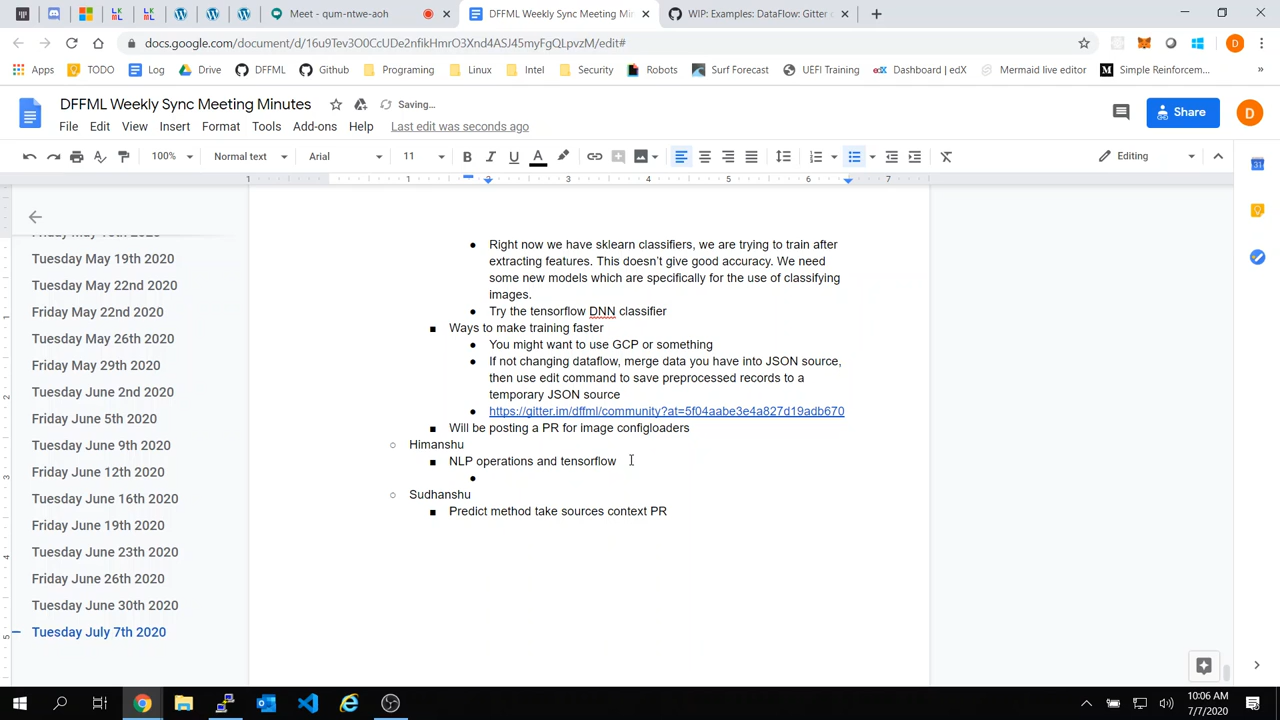 Meet - qum-ntwe-aoh
DFFML Weekly Sync Meeting Min
WIP: Examples: DataFlow: Gitter c
docs.google.com/document/d/16u9Tev3O0CcUDe2nfikHmrO3Xnd4ASJ45myFgQLpvzM/edit#
Apps TODO Log Drive DFFML Github Programing Linux Intel Security Robots Surf Forecast UEFI Training Dashboard | edX Mermaid live editor Simple Reinforcem...
DFFML Weekly Sync Meeting Minutes
Saving...
Share
File Edit View Insert Format Tools Add-ons Help Last edit was seconds ago
100% Normal text Arial 11 Editing
1 1 2 3 4 5 6 7
Tuesday May 19th 2020
Tuesday May 22nd 2020
Friday May 22nd 2020
Tuesday May 26th 2020
Friday May 29th 2020
Tuesday June 2nd 2020
Friday June 5th 2020
Tuesday June 9th 2020
Friday June 12th 2020
Tuesday June 16th 2020
Friday June 19th 2020
Tuesday June 23th 2020
Friday June 26th 2020
Tuesday June 30th 2020
Tuesday July 7th 2020
Right now we have sklearn classifiers, we are trying to train after
extracting features. This doesn't give good accuracy. We need
some new models which are specifically for the use of classifying
images.
Try the tensorflow DNN classifier
Ways to make training faster
You might want to use GCP or something
If not changing dataflow, merge data you have into JSON source,
then use edit command to save preprocessed records to a
temporary JSON source
https://gitter.im/dffml/community?at=5f04aabe3e4a827d19adb670
Will be posting a PR for image configloaders
Himanshu
NLP operations and tensorflow
Sudhanshu
Predict method take sources context PR
10:06 AM
7/7/2020